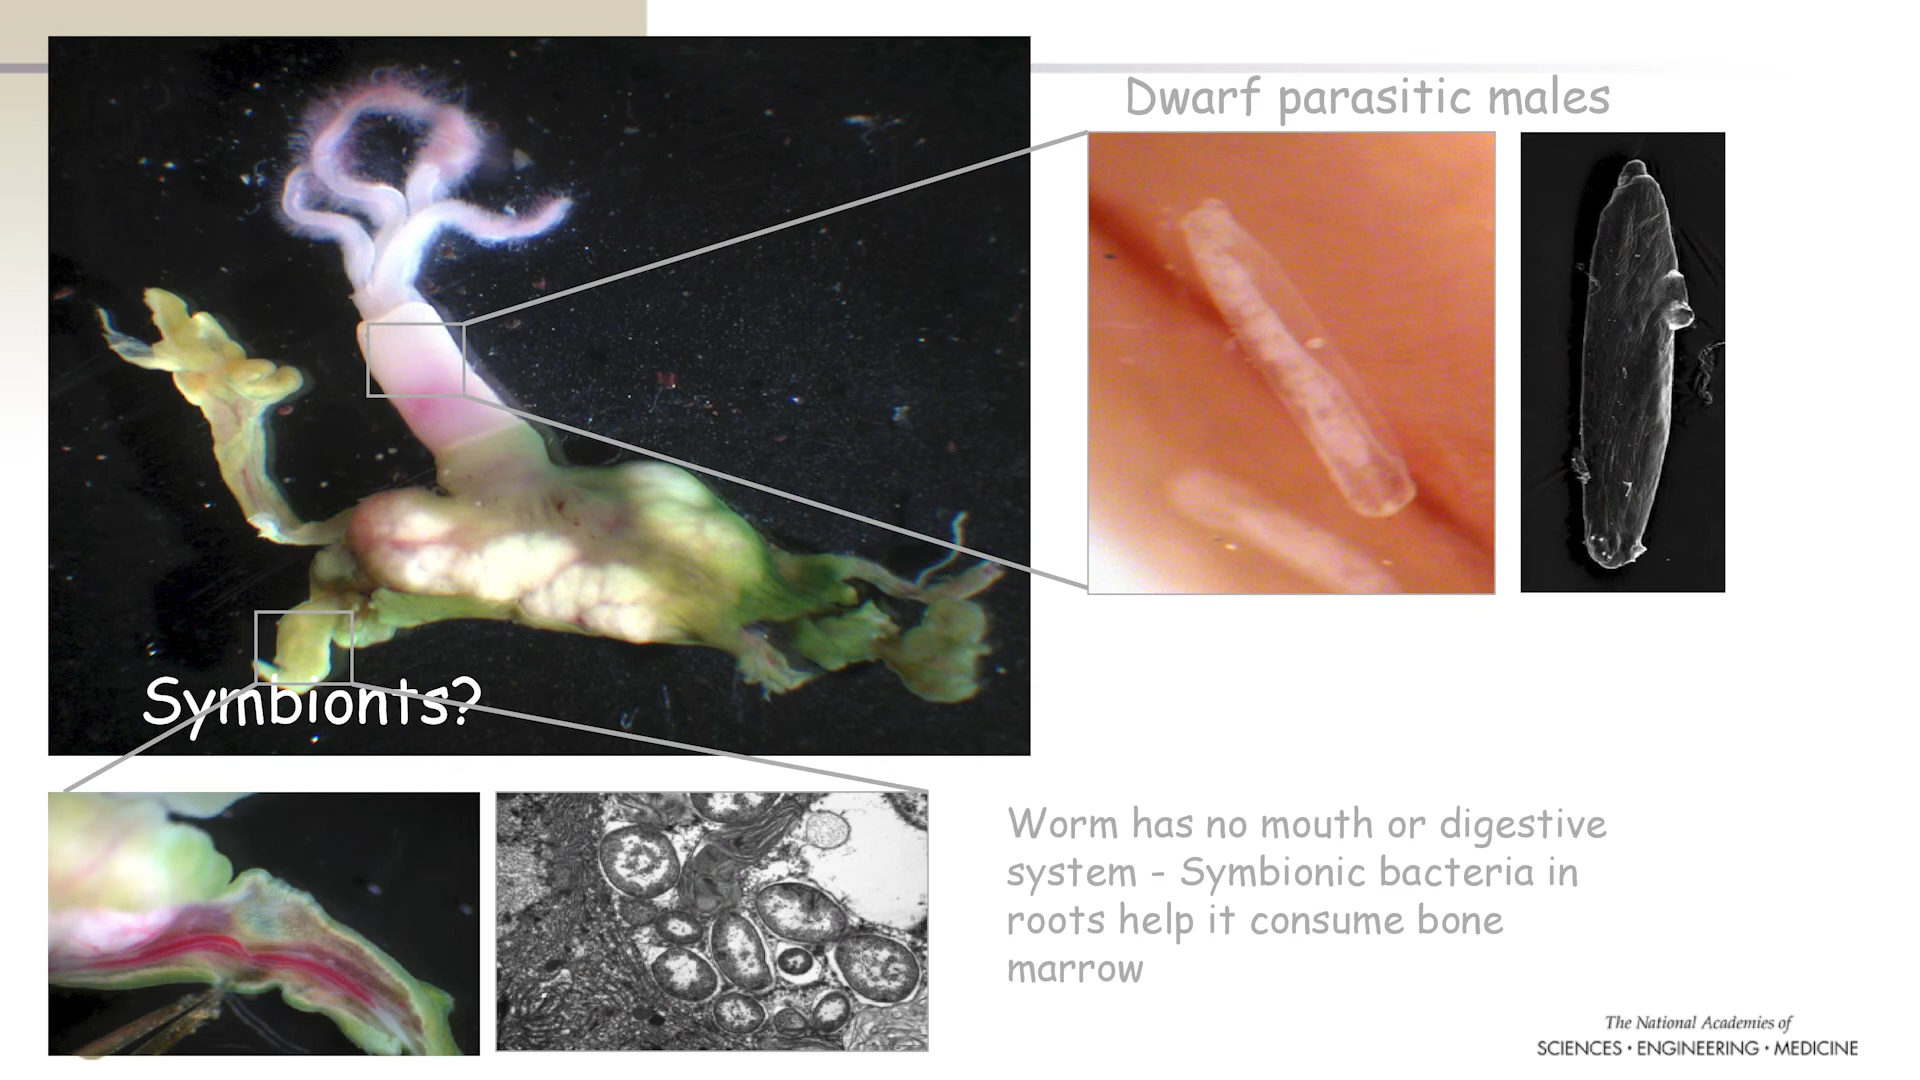 Dwarf parasitic males
Symbionts?
Worm has no mouth or digestive
system - Symbionic bacteria in
roots help it consume bone
marrow
The National Academies of
SCIENCES • ENGINEERING • MEDICINE